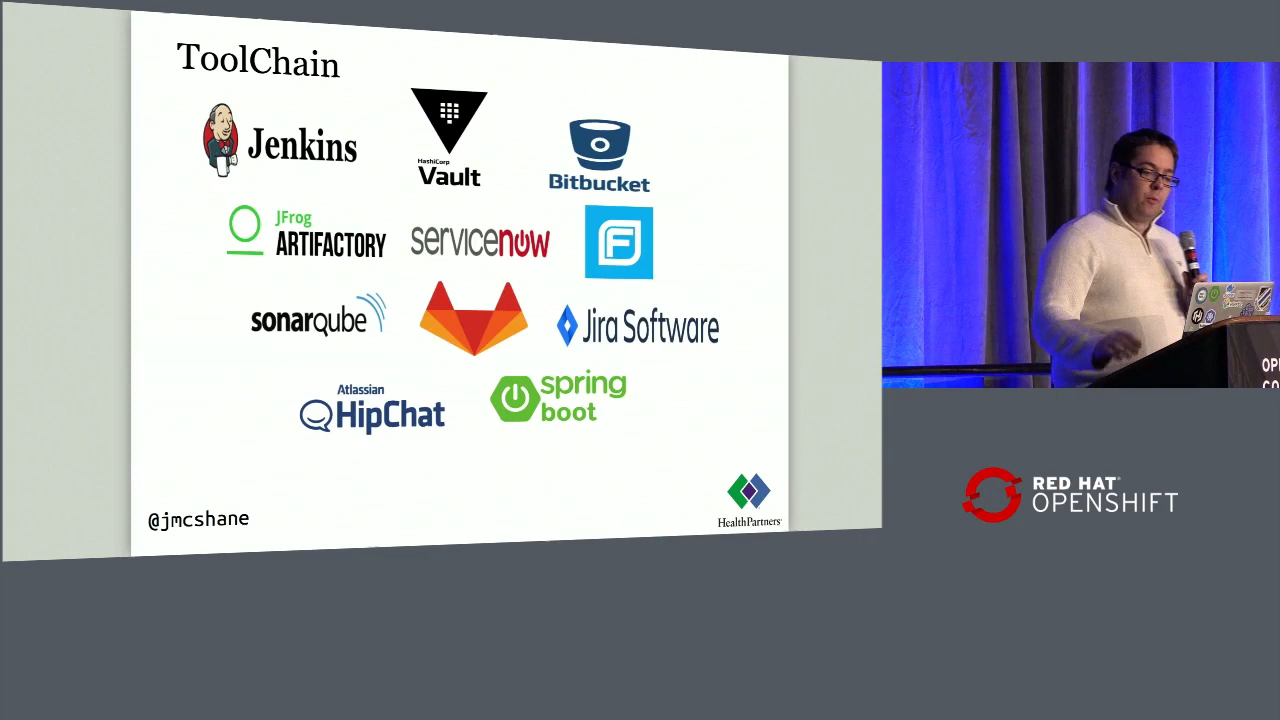 ToolChain
Jenkins
HashiCorp
Vault
Bitbucket
JFrog
ARTIFACTORY
servicenow
F
sonarqube
Jira Software
Atlassian
HipChat
spring
boot
@jmcshane
HealthPartners
RED HAT®
OPENSHIFT